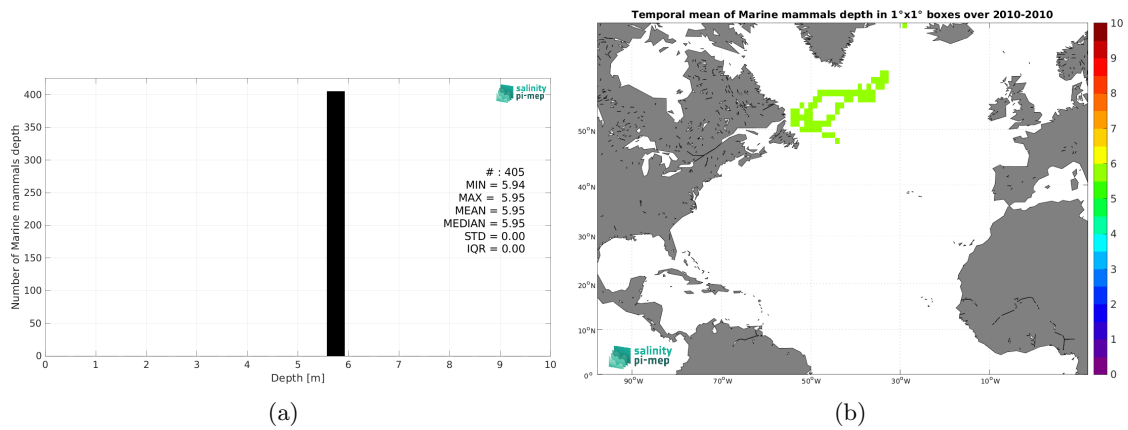 salinity
pi-mep
400
350
300
250
200
150
100
50
0
Number of Marine mammals depth
# : 405
MIN = 5.94
MAX = 5.95
MEAN = 5.95
MEDIAN = 5.95
STD = 0.00
IQR = 0.00
0 1 2 3 4 5 6 7 8 9 10
Depth [m]
(a)
Temporal mean of Marine mammals depth in 1°x1° boxes over 2010-2010
50°N
40°N
30°N
20°N
10°N
0°
90°W 70°W 50°W 30°W 10°W
salinity
pi-mep
10
9
8
7
6
5
4
3
2
1
0
(b)